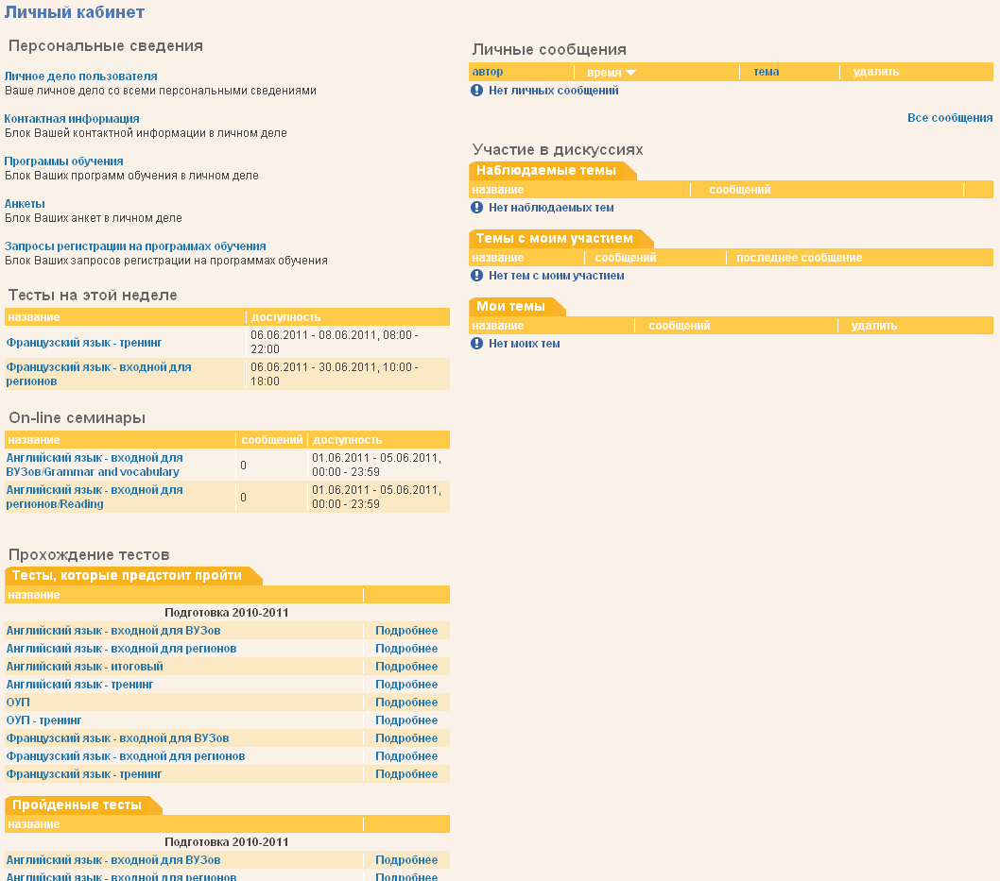 Личный кабинет
Персональные сведения
Личное дело пользователя
Ваше личное дело со всеми персональными сведениями
Контактная информация
Блок Вашей контактной информации в личном деле
Программы обучения
Блок Ваших программ обучения в личном деле
Анкеты
Блок Ваших анкет в личном деле
Запросы регистрации на программах обучения
Блок Ваших запросов регистрации на программах обучения
Тесты на этой неделе
название доступность
Французский язык - тренинг 06.06.2011 - 08.06.2011, 08:00 -
22:00
Французский язык - входной для 06.06.2011 - 30.06.2011, 10:00 -
регионов 18:00
On-line семинары
название сообщений доступность
Английский язык - входной для 01.06.2011 - 05.06.2011,
ВУЗов/Grammar and vocabulary 0 00:00 - 23:59
Английский язык - входной для 01.06.2011 - 05.06.2011,
регионов/Reading 0 00:00 - 23:59
Прохождение тестов
Тесты, которые предстоит пройти
название
Подготовка 2010-2011
Английский язык - входной для ВУЗов Подробнее
Английский язык - входной для регионов Подробнее
Английский язык - итоговый Подробнее
Английский язык - тренинг Подробнее
ОУП Подробнее
ОУП - тренинг Подробнее
Французский язык - входной для ВУЗов Подробнее
Французский язык - входной для регионов Подробнее
Французский язык - тренинг Подробнее
Пройденные тесты
название
Подготовка 2010-2011
Английский язык - входной для ВУЗов Подробнее
Английский язык - входной для регионов Подробнее
Личные сообщения
автор время тема удалить
Нет личных сообщений
Все сообщения
Участие в дискуссиях
Наблюдаемые темы
название сообщений
Нет наблюдаемых тем
Темы с моим участием
название сообщений последнее сообщение
Нет тем с моим участием
Мои темы
название сообщений удалить
Нет моих тем